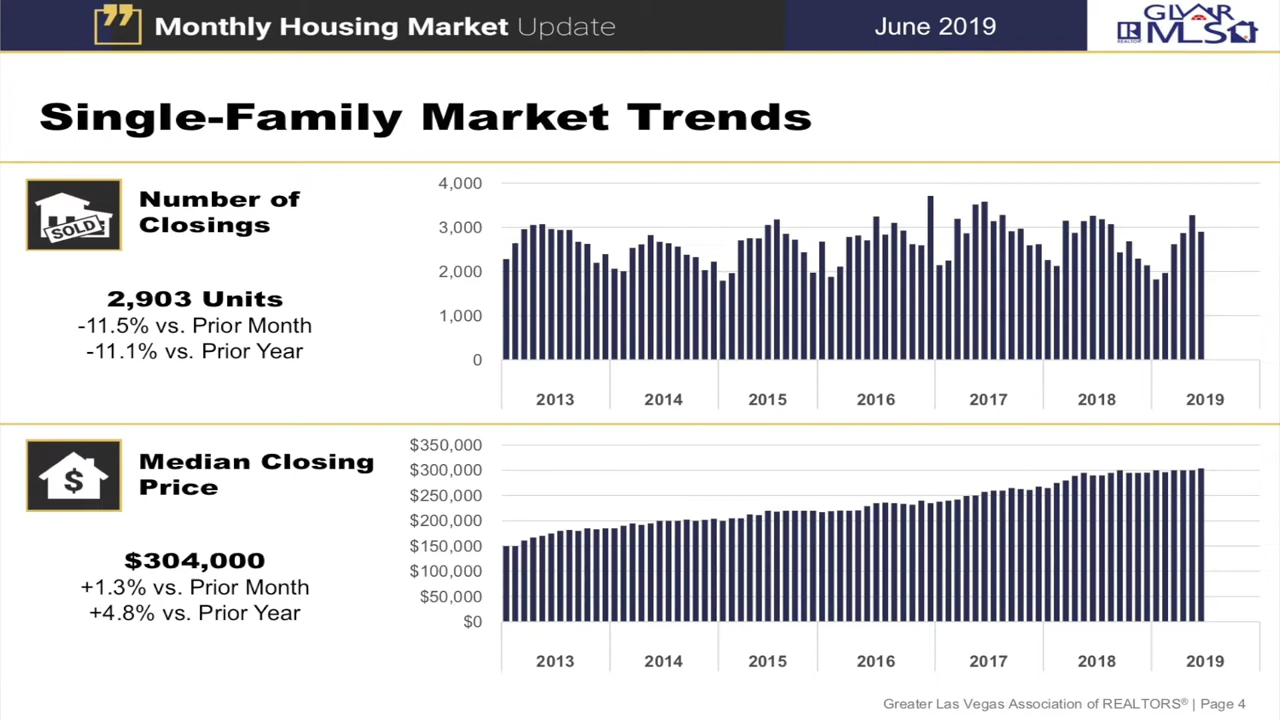 Monthly Housing Market Update
June 2019
GLVAR
REALTOR
MLS
Single-Family Market Trends
SOLD
Number of
Closings
2,903 Units
-11.5% vs. Prior Month
-11.1% vs. Prior Year
4,000
3,000
2,000
1,000
0
2013 2014 2015 2016 2017 2018 2019
$
Median Closing
Price
$304,000
+1.3% vs. Prior Month
+4.8% vs. Prior Year
$350,000
$300,000
$250,000
$200,000
$150,000
$100,000
$50,000
$0
2013 2014 2015 2016 2017 2018 2019
Greater Las Vegas Association of REALTORS® | Page 4